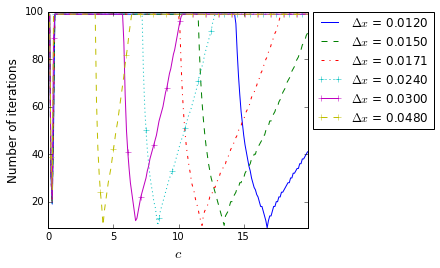 100
80
60
40
20
Number of iterations
0
5
10
15
c
Δx = 0.0120
Δx = 0.0150
Δx = 0.0171
Δx = 0.0240
Δx = 0.0300
Δx = 0.0480